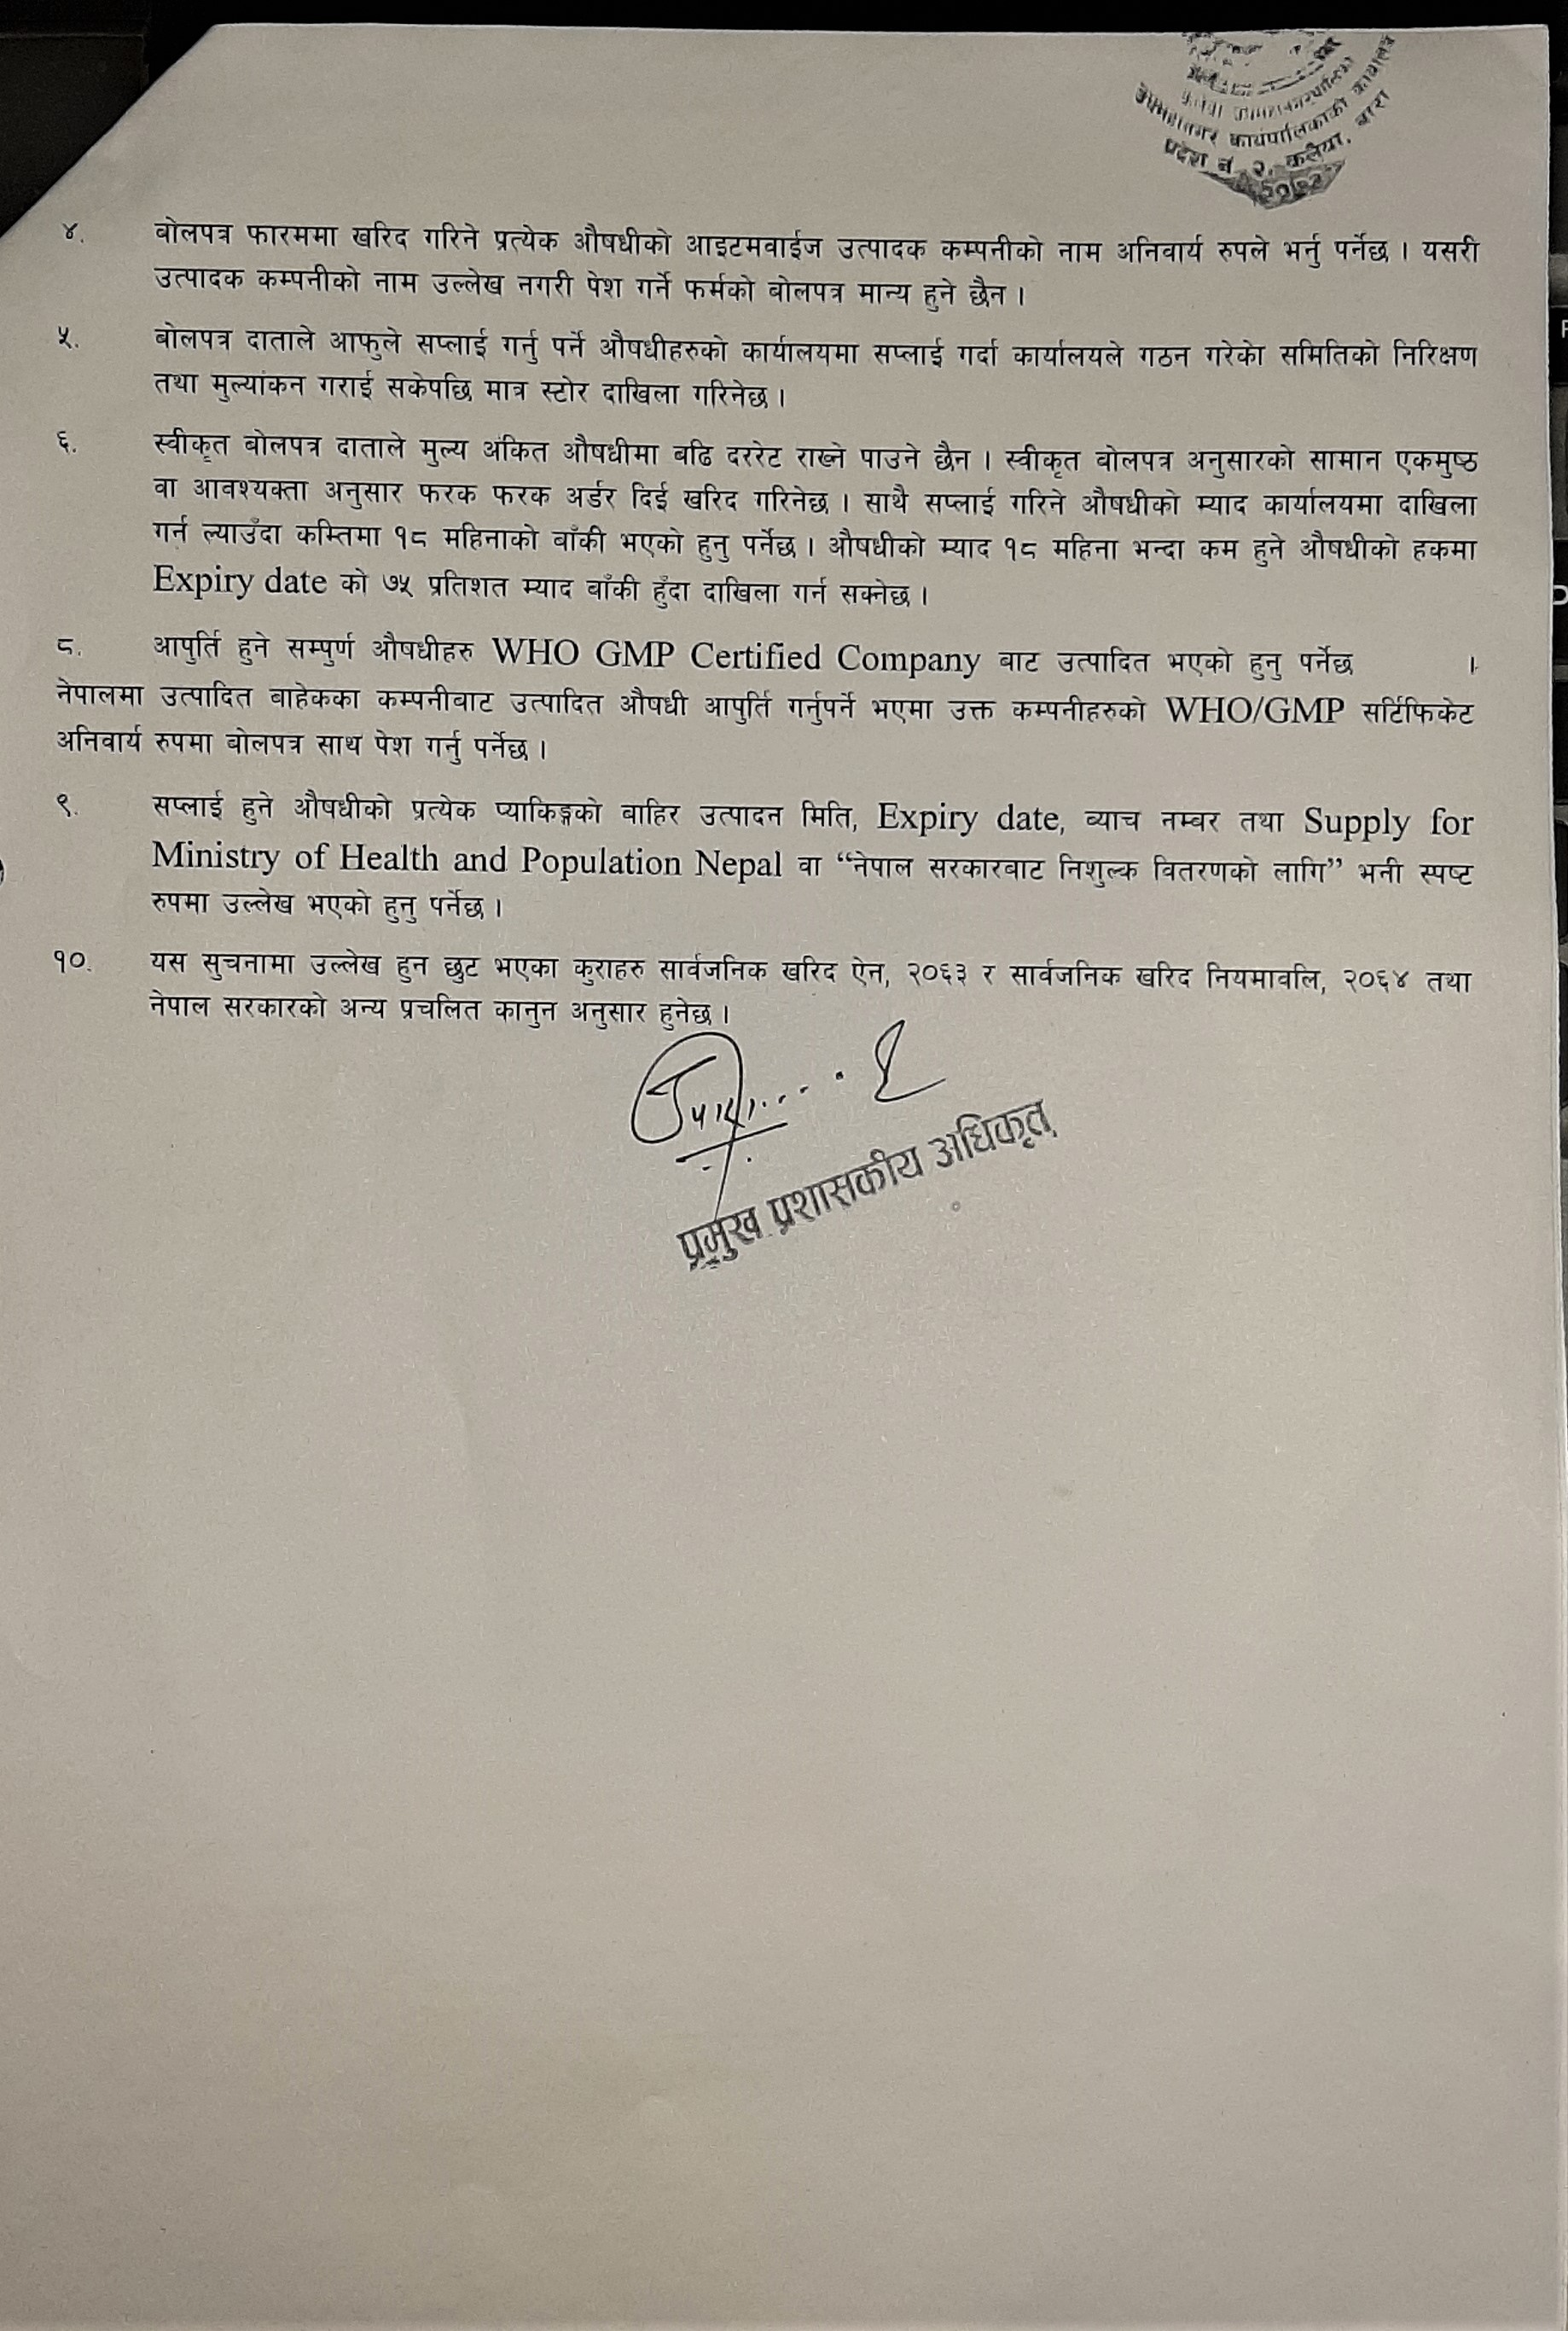 उपमहानगर कार्यपालिकाको कार्यालय
प्रदेश नं. २, कलैया, बारा
४. बोलपत्र फारममा खरिद गरिने प्रत्येक औषधीको आइटमवाईज उत्पादक कम्पनीको नाम अनिवार्य रुपले भर्नु पर्नेछ । यसरी
उत्पादक कम्पनीको नाम उल्लेख नगरी पेश गर्ने फर्मको बोलपत्र मान्य हुने छैन ।
५. बोलपत्र दाताले आफुले सप्लाई गर्नु पर्ने औषधीहरुको कार्यालयमा सप्लाई गर्दा कार्यालयले गठन गरेको समितिको निरिक्षण
तथा मुल्यांकन गराई सकेपछि मात्र स्टोर दाखिला गरिनेछ ।
६. स्वीकृत बोलपत्र दाताले मुल्य अंकित औषधीमा बढि दररेट राख्ने पाउने छैन । स्वीकृत बोलपत्र अनुसारको सामान एकमुष्ठ
वा आवश्यक्ता अनुसार फरक फरक अर्डर दिई खरिद गरिनेछ । साथै सप्लाई गरिने औषधीको म्याद कार्यालयमा दाखिला
गर्न ल्याउँदा कम्तिमा १८ महिनाको बाँकी भएको हुनु पर्नेछ । औषधीको म्याद १८ महिना भन्दा कम हुने औषधीको हकमा
Expiry date को ७५ प्रतिशत म्याद बाँकी हुँदा दाखिला गर्न सक्नेछ ।
८. आपुर्ति हुने सम्पुर्ण औषधीहरु WHO GMP Certified Company बाट उत्पादित भएको हुनु पर्नेछ ।
नेपालमा उत्पादित बाहेकका कम्पनीबाट उत्पादित औषधी आपुर्ति गर्नुपर्ने भएमा उक्त कम्पनीहरुको WHO/GMP सर्टिफिकेट
अनिवार्य रुपमा बोलपत्र साथ पेश गर्नु पर्नेछ ।
९. सप्लाई हुने औषधीको प्रत्येक प्याकिङ्गको बाहिर उत्पादन मिति, Expiry date, ब्याच नम्बर तथा Supply for
Ministry of Health and Population Nepal वा “नेपाल सरकारबाट निशुल्क वितरणको लागि” भनी स्पष्ट
रुपमा उल्लेख भएको हुनु पर्नेछ ।
१०. यस सुचनामा उल्लेख हुन छुट भएका कुराहरु सार्वजनिक खरिद ऐन, २०६३ र सार्वजनिक खरिद नियमावलि, २०६४ तथा
नेपाल सरकारको अन्य प्रचलित कानुन अनुसार हुनेछ ।
प्रमुख प्रशासकीय अधिकृत